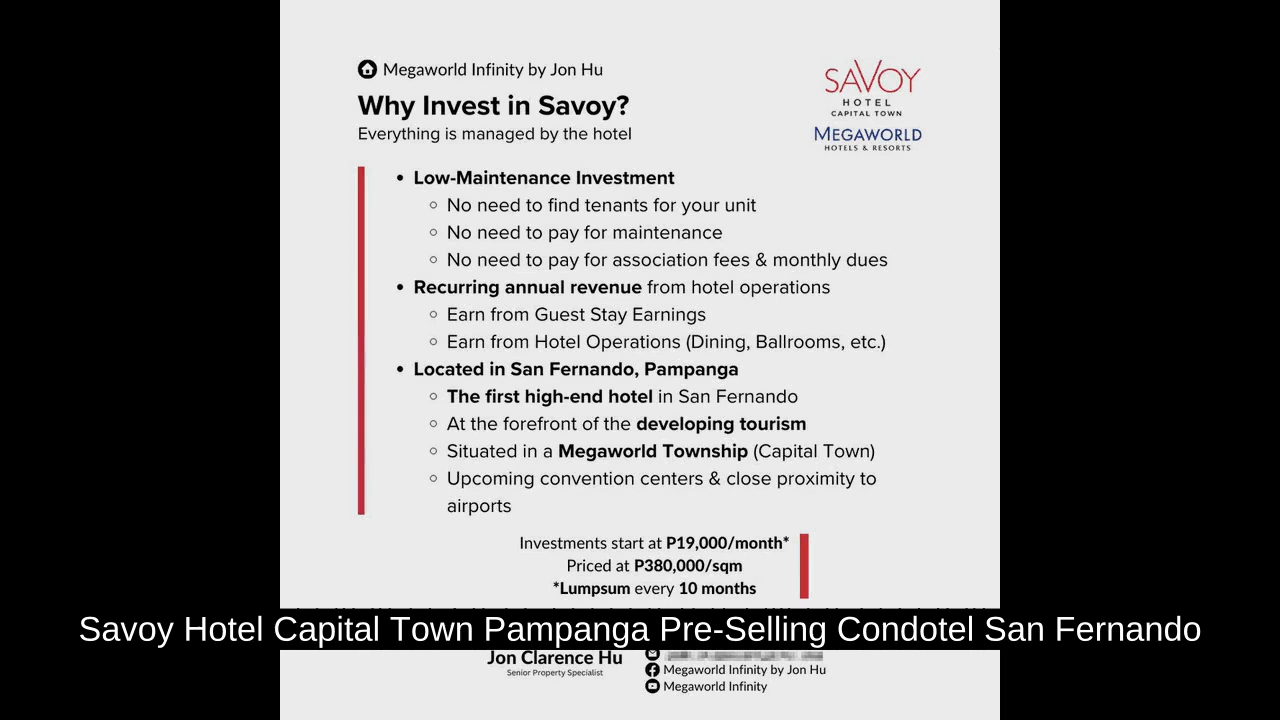 Megaworld Infinity by Jon Hu
SAVOY
HOTEL
CAPITAL TOWN
MEGAWORLD
HOTELS & RESORTS
Why Invest in Savoy?
Everything is managed by the hotel
• Low-Maintenance Investment
○ No need to find tenants for your unit
○ No need to pay for maintenance
○ No need to pay for association fees & monthly dues
• Recurring annual revenue from hotel operations
○ Earn from Guest Stay Earnings
○ Earn from Hotel Operations (Dining, Ballrooms, etc.)
• Located in San Fernando, Pampanga
○ The first high-end hotel in San Fernando
○ At the forefront of the developing tourism
○ Situated in a Megaworld Township (Capital Town)
○ Upcoming convention centers & close proximity to
airports
Investments start at P19,000/month*
Priced at P380,000/sqm
*Lumpsum every 10 months
Savoy Hotel Capital Town Pampanga Pre-Selling Condotel San Fernando
Jon Clarence Hu
Senior Property Specialist
Megaworld Infinity by Jon Hu
Megaworld Infinity